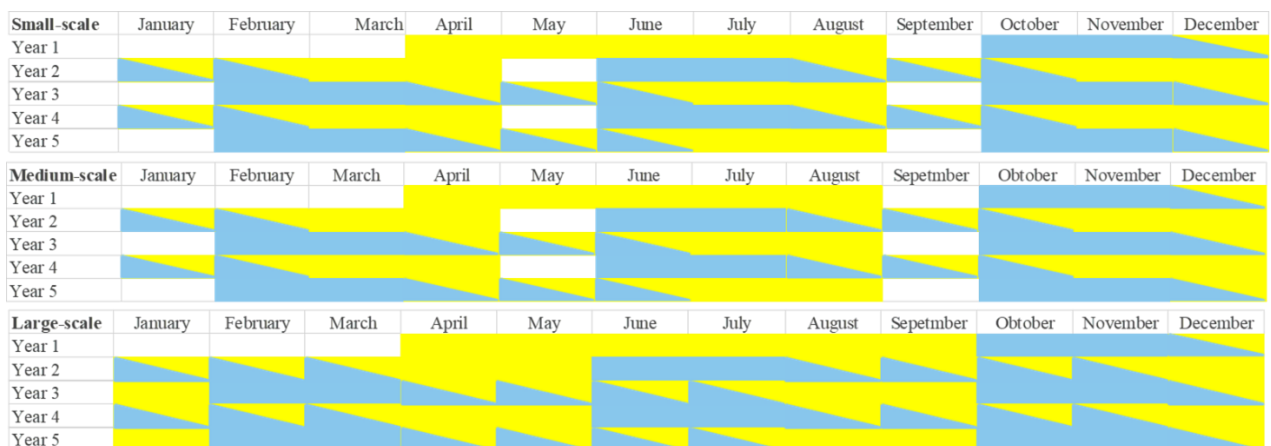 Small-scale January February March April May June July August September October November December
Year 1
Year 2
Year 3
Year 4
Year 5
Medium-scale January February March April May June July August Sepetmber Obtober November December
Year 1
Year 2
Year 3
Year 4
Year 5
Large-scale January February March April May June July August Sepetmber Obtober November December
Year 1
Year 2
Year 3
Year 4
Year 5